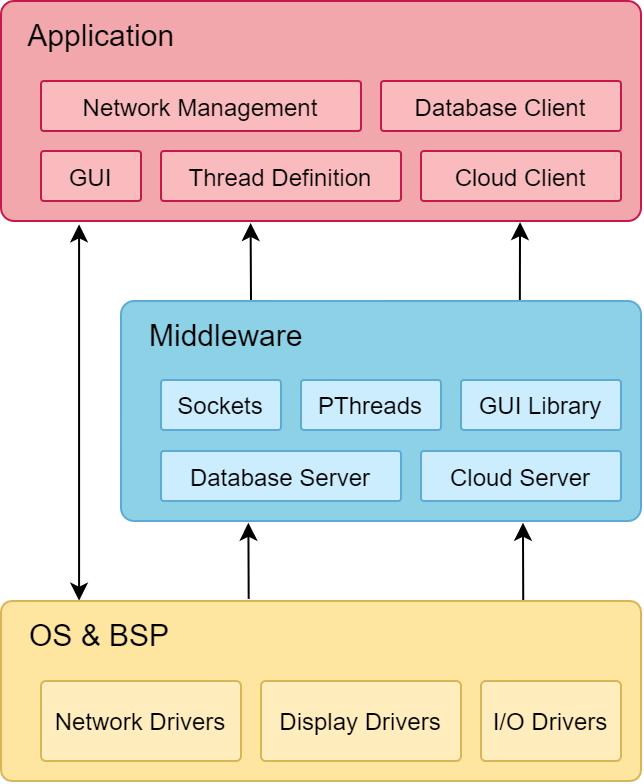 Application
Network Management
Database Client
GUI
Thread Definition
Cloud Client
Middleware
Sockets
PThreads
GUI Library
Database Server
Cloud Server
OS & BSP
Network Drivers
Display Drivers
I/O Drivers